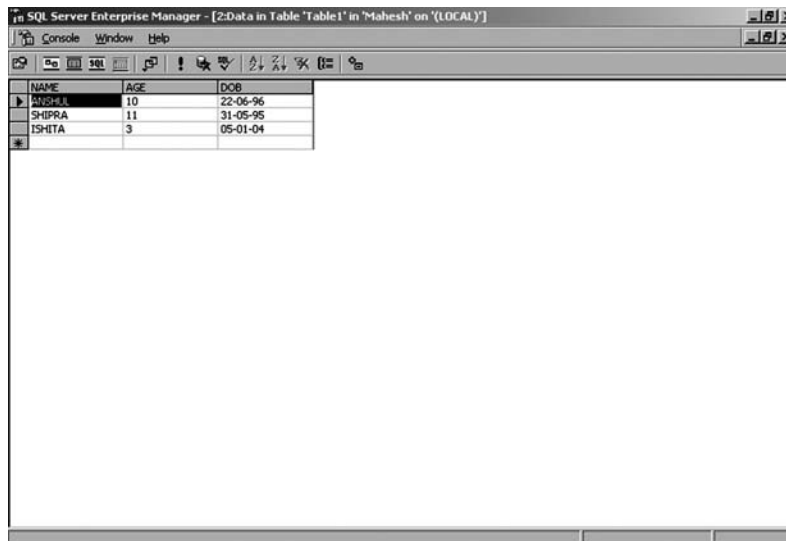 SQL Server Enterprise Manager - [2:Data in Table 'Table1' in 'Mahesh' on '(LOCAL)']
Console Window Help
SQL
NAME AGE DOB
ANSHUL 10 22-06-96
SHIPRA 11 31-05-95
ISHITA 3 05-01-04